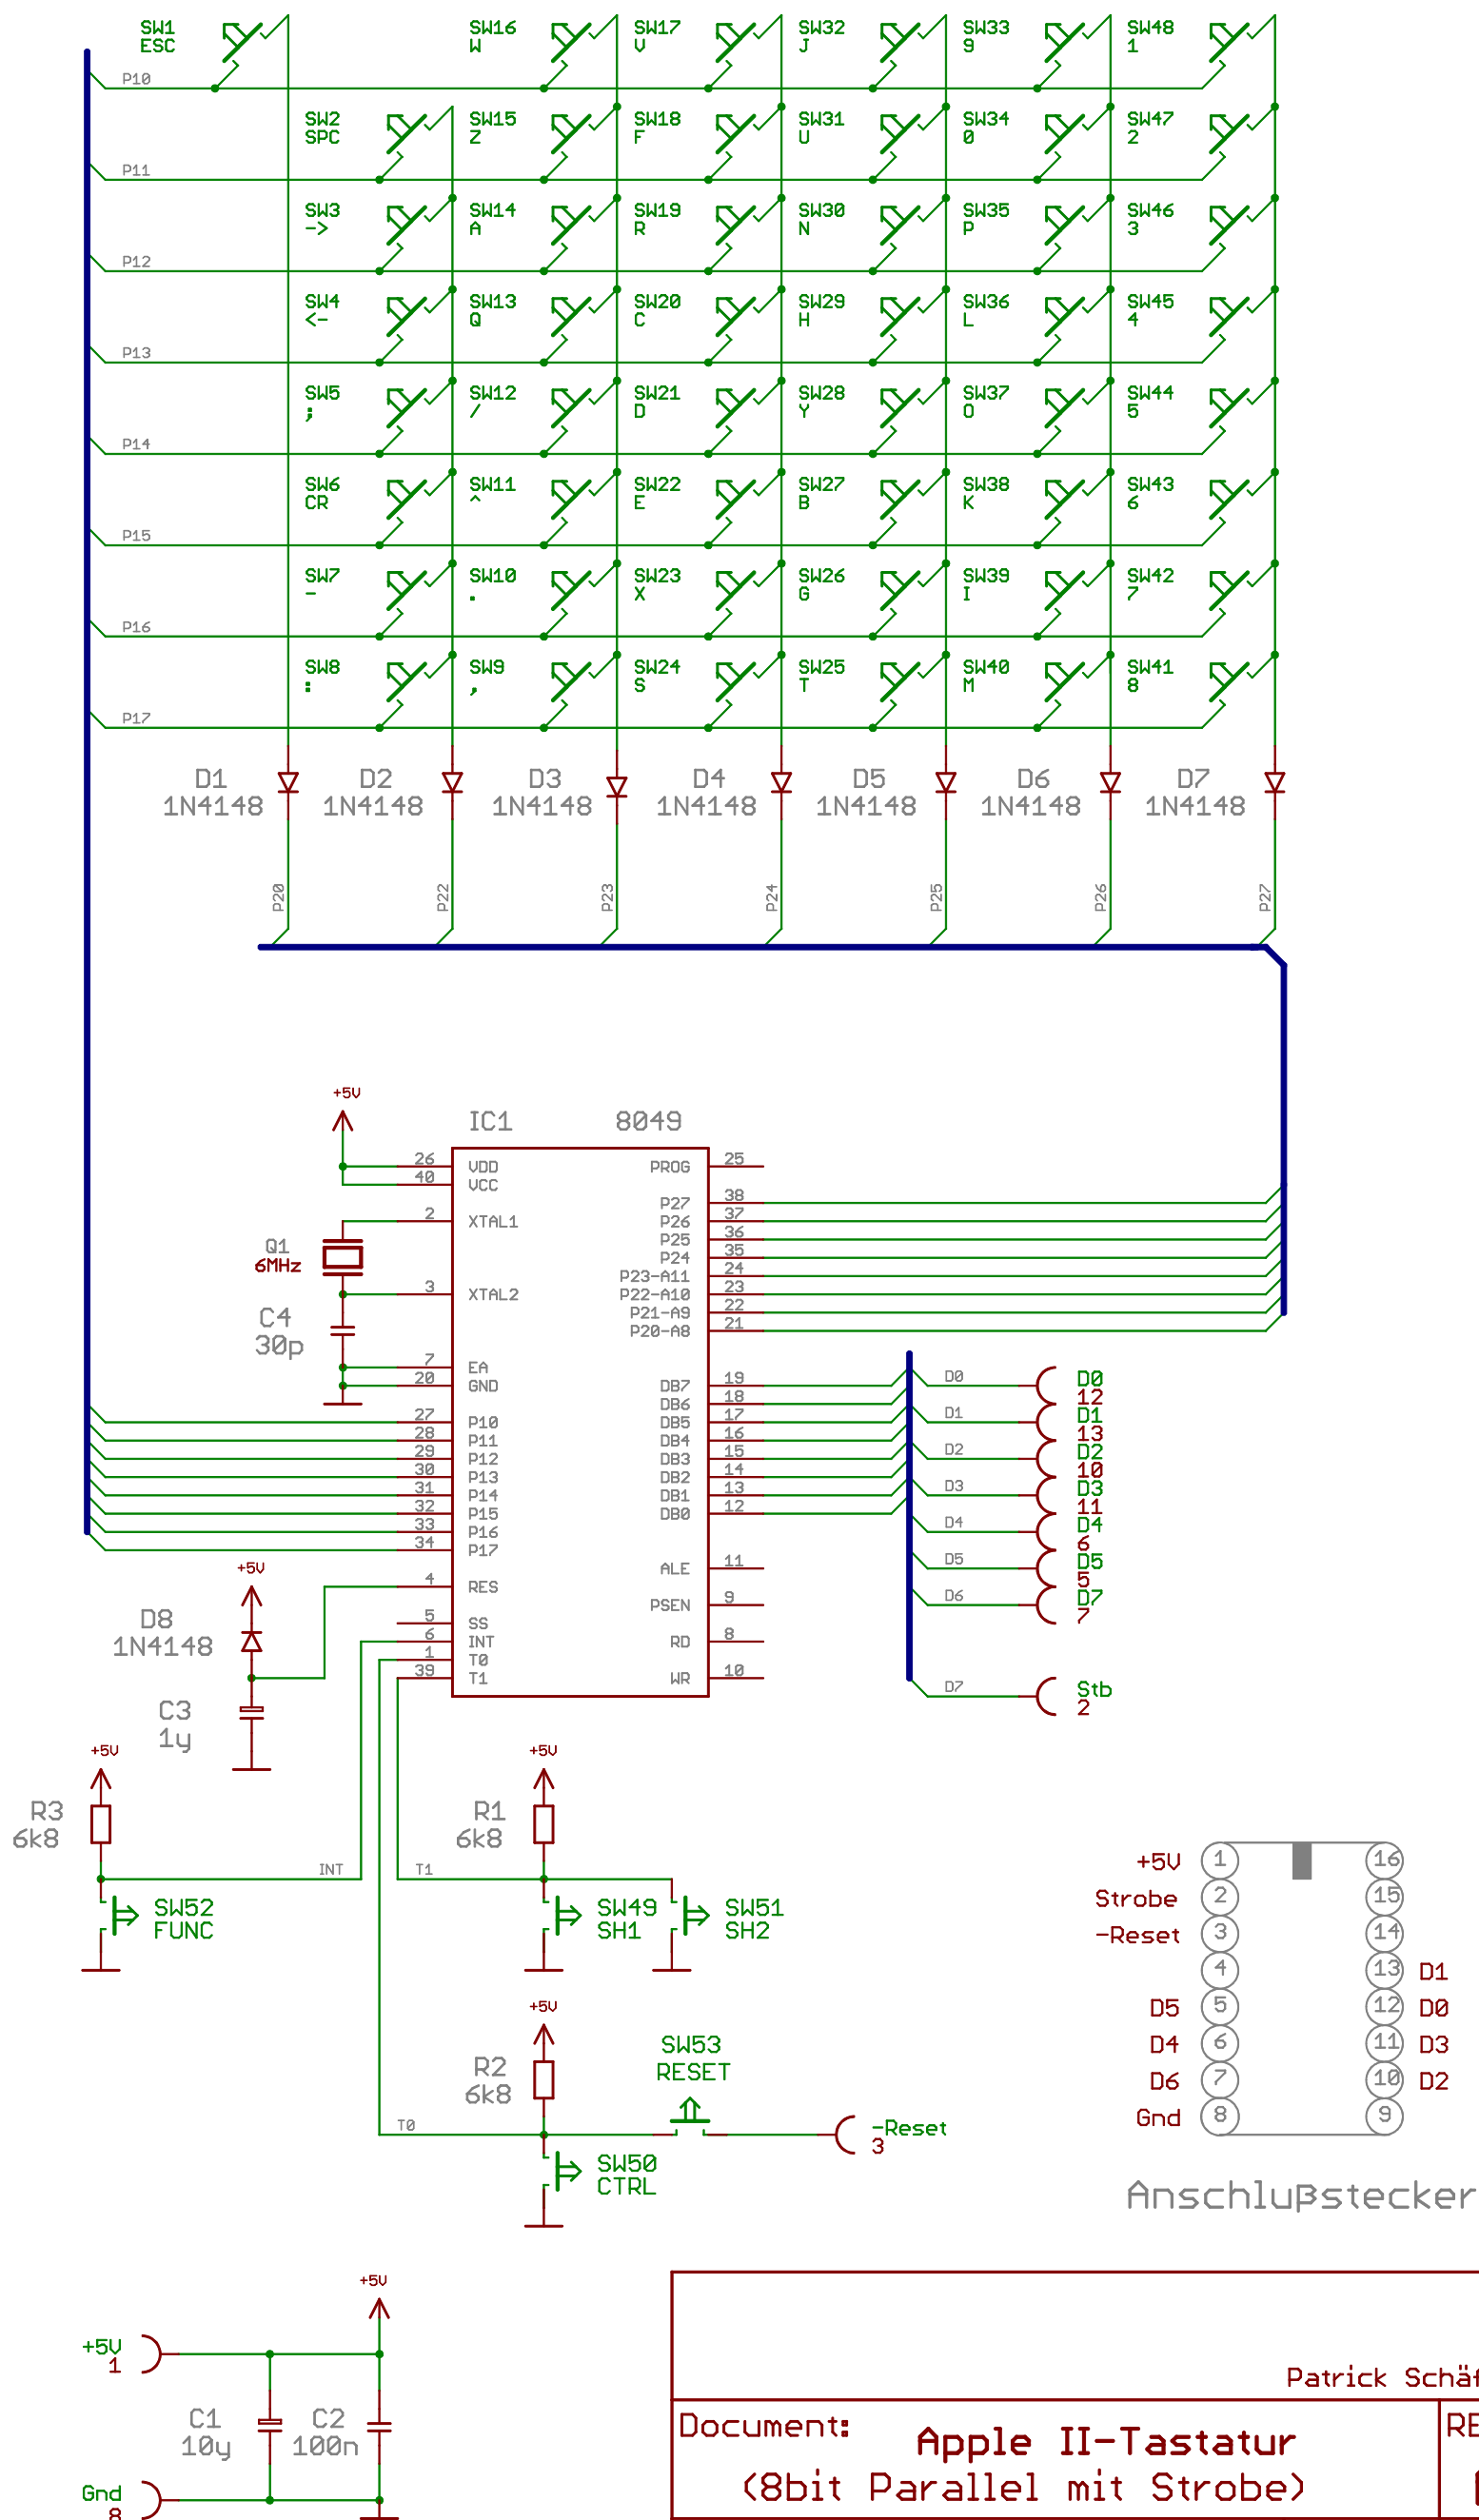 SW1 SW16 SW17 SW32 SW33 SW48
ESC W V J 9 1
P10
SW2 SW15 SW18 SW31 SW34 SW47
SPC Z F U 0 2
P11
SW3 SW14 SW19 SW30 SW35 SW46
-> A R N P 3
P12
SW4 SW13 SW20 SW29 SW36 SW45
<- Q C H L 4
P13
SW5 SW12 SW21 SW28 SW37 SW44
; / D Y O 5
P14
SW6 SW11 SW22 SW27 SW38 SW43
CR ^ E B K 6
P15
SW7 SW10 SW23 SW26 SW39 SW42
- . X G I 7
P16
SW8 SW9 SW24 SW25 SW40 SW41
: , S T M 8
P17
D1 D2 D3 D4 D5 D6 D7
1N4148 1N4148 1N4148 1N4148 1N4148 1N4148 1N4148
P20 P22 P23 P24 P25 P26 P27
+5V
IC1 8049
26 VDD PROG 25
40 VCC
P27 38
2 XTAL1 P26 37
Q1
6MHz
P25 36
P24 35
P23-A11 24
3 XTAL2 P22-A10 23
C4
30p
P21-A9 22
P20-A8 21
7 EA
20 GND DB7 19 D0 D0
DB6 18 12
27 P10 DB5 17 D1 D1
28 P11 DB4 16 13
29 P12 DB3 15 D2 D2
30 P13 DB2 14 10
31 P14 DB1 13 D3 D3
32 P15 DB0 12 11
33 P16 D4 D4
34 P17 6
+5V
ALE 11 D5 D5
5
4 RES PSEN 9 D6 D7
7
D8
1N4148
5 SS
6 INT RD 8
1 T0
39 T1 WR 10
D7 Stb
2
C3
1y
+5V +5V
R3 R1
6k8 6k8
INT T1
SW52 SW49 SW51
FUNC SH1 SH2
+5V
R2
6k8
SW53
RESET
T0 -Reset
3
SW50
CTRL
+5V 1 16
Strobe 2 15
-Reset 3 14
4 13 D1
D5 5 12 D0
D4 6 11 D3
D6 7 10 D2
Gnd 8 9
Anschlußstecker
+5V
+5V
1
C1 C2
10y 100n
Gnd
8
Patrick Schäf
Document: RE
Apple II-Tastatur
(8bit Parallel mit Strobe)